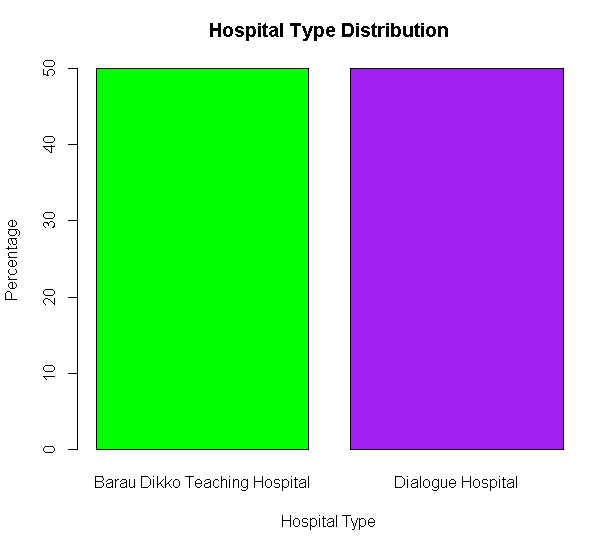 Hospital Type Distribution
Percentage
50
40
30
20
10
0
Barau Dikko Teaching Hospital
Dialogue Hospital
Hospital Type